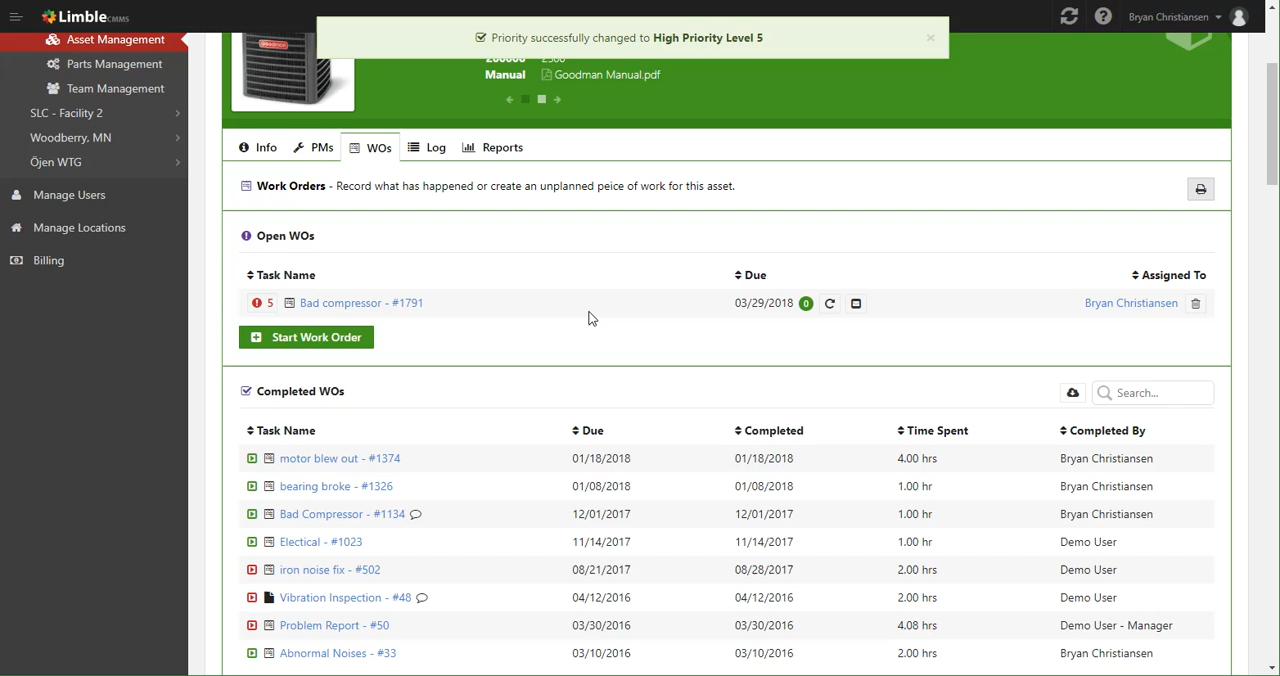 Limble CMMS
Bryan Christiansen
Priority successfully changed to High Priority Level 5
Asset Management
Parts Management
Team Management
SLC - Facility 2
Woodberry, MN
Öjen WTG
Manage Users
Manage Locations
Billing
Manual Goodman Manual.pdf
Info PMs WOs Log Reports
Work Orders - Record what has happened or create an unplanned peice of work for this asset.
Open WOs
Task Name Due Assigned To
5 Bad compressor - #1791 03/29/2018 0 Bryan Christiansen
Start Work Order
Completed WOs Search...
Task Name Due Completed Time Spent Completed By
motor blew out - #1374 01/18/2018 01/18/2018 4.00 hrs Bryan Christiansen
bearing broke - #1326 01/08/2018 01/08/2018 1.00 hr Bryan Christiansen
Bad Compressor - #1134 12/01/2017 12/01/2017 1.00 hr Bryan Christiansen
Electical - #1023 11/14/2017 11/14/2017 1.00 hr Demo User
iron noise fix - #502 08/21/2017 08/28/2017 2.00 hrs Demo User
Vibration Inspection - #48 04/12/2016 04/12/2016 2.00 hrs Demo User
Problem Report - #50 03/30/2016 03/30/2016 4.08 hrs Demo User - Manager
Abnormal Noises - #33 03/10/2016 03/10/2016 2.00 hrs Bryan Christiansen